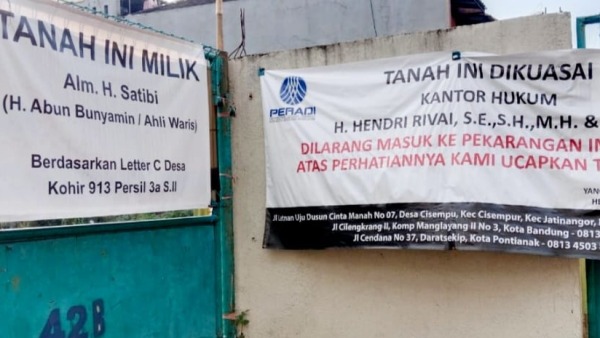 TANAH INI MILIK
Alm. H. Satibi
(H. Abun Bunyamin / Ahli Waris)
Berdasarkan Letter C Desa
Kohir 913 Persil 3a S.II
42B
PERADI
TANAH INI DIKUASAI
KANTOR HUKUM
H. HENDRI RIVAI, S.E.,S.H.,M.H. &
DILARANG MASUK KE PEKARANGAN IN
ATAS PERHATIANNYA KAMI UCAPKAN T
YAN
HE
Jl Letnan Uju Dusun Cinta Manah No 07, Desa Cisempu, Kec Cisempur, Kec Jatinangor,
Jl Cilengkrang II, Komp Manglayang II No 3, Kota Bandung - 0813
Jl Cendana No 37, Daratsekip, Kota Pontianak - 0813 4503